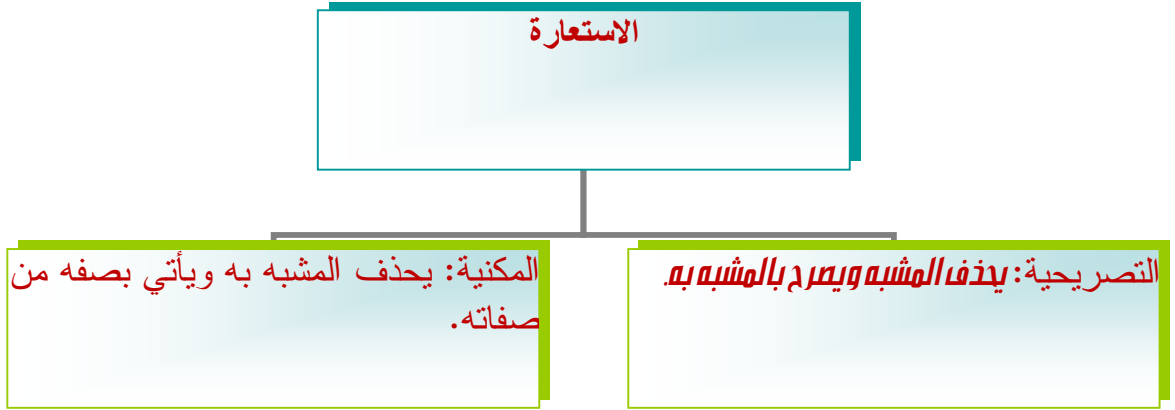 الاستعارة
التصريحية: يحذف المشبه ويصرح بالمشبه به.
المكنية: يحذف المشبه به ويأتي بصفه من
صفاته.